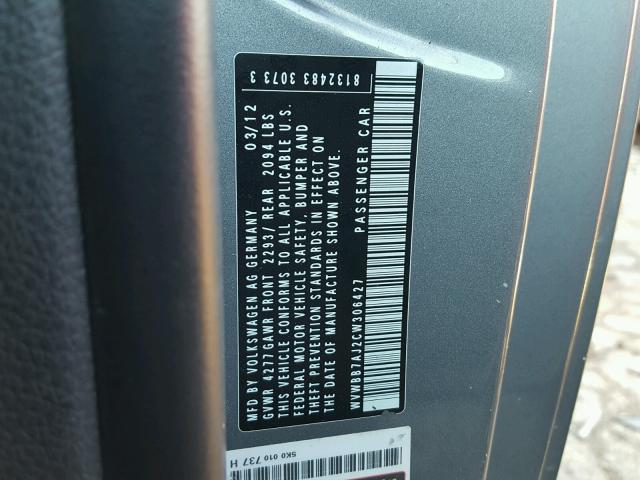 8132483 3073 3
MFD BY VOLKSWAGEN AG GERMANY 03/12
GVWR 4277GAWR FRONT 2293/ REAR 2094 LBS
THIS VEHICLE CONFORMS TO ALL APPLICABLE U.S.
FEDERAL MOTOR VEHICLE SAFETY, BUMPER AND
THEFT PREVENTION STANDARDS IN EFFECT ON
THE DATE OF MANUFACTURE SHOWN ABOVE.
WVWBB7AJ2CW306427 PASSENGER CAR
5K0 010 737 H